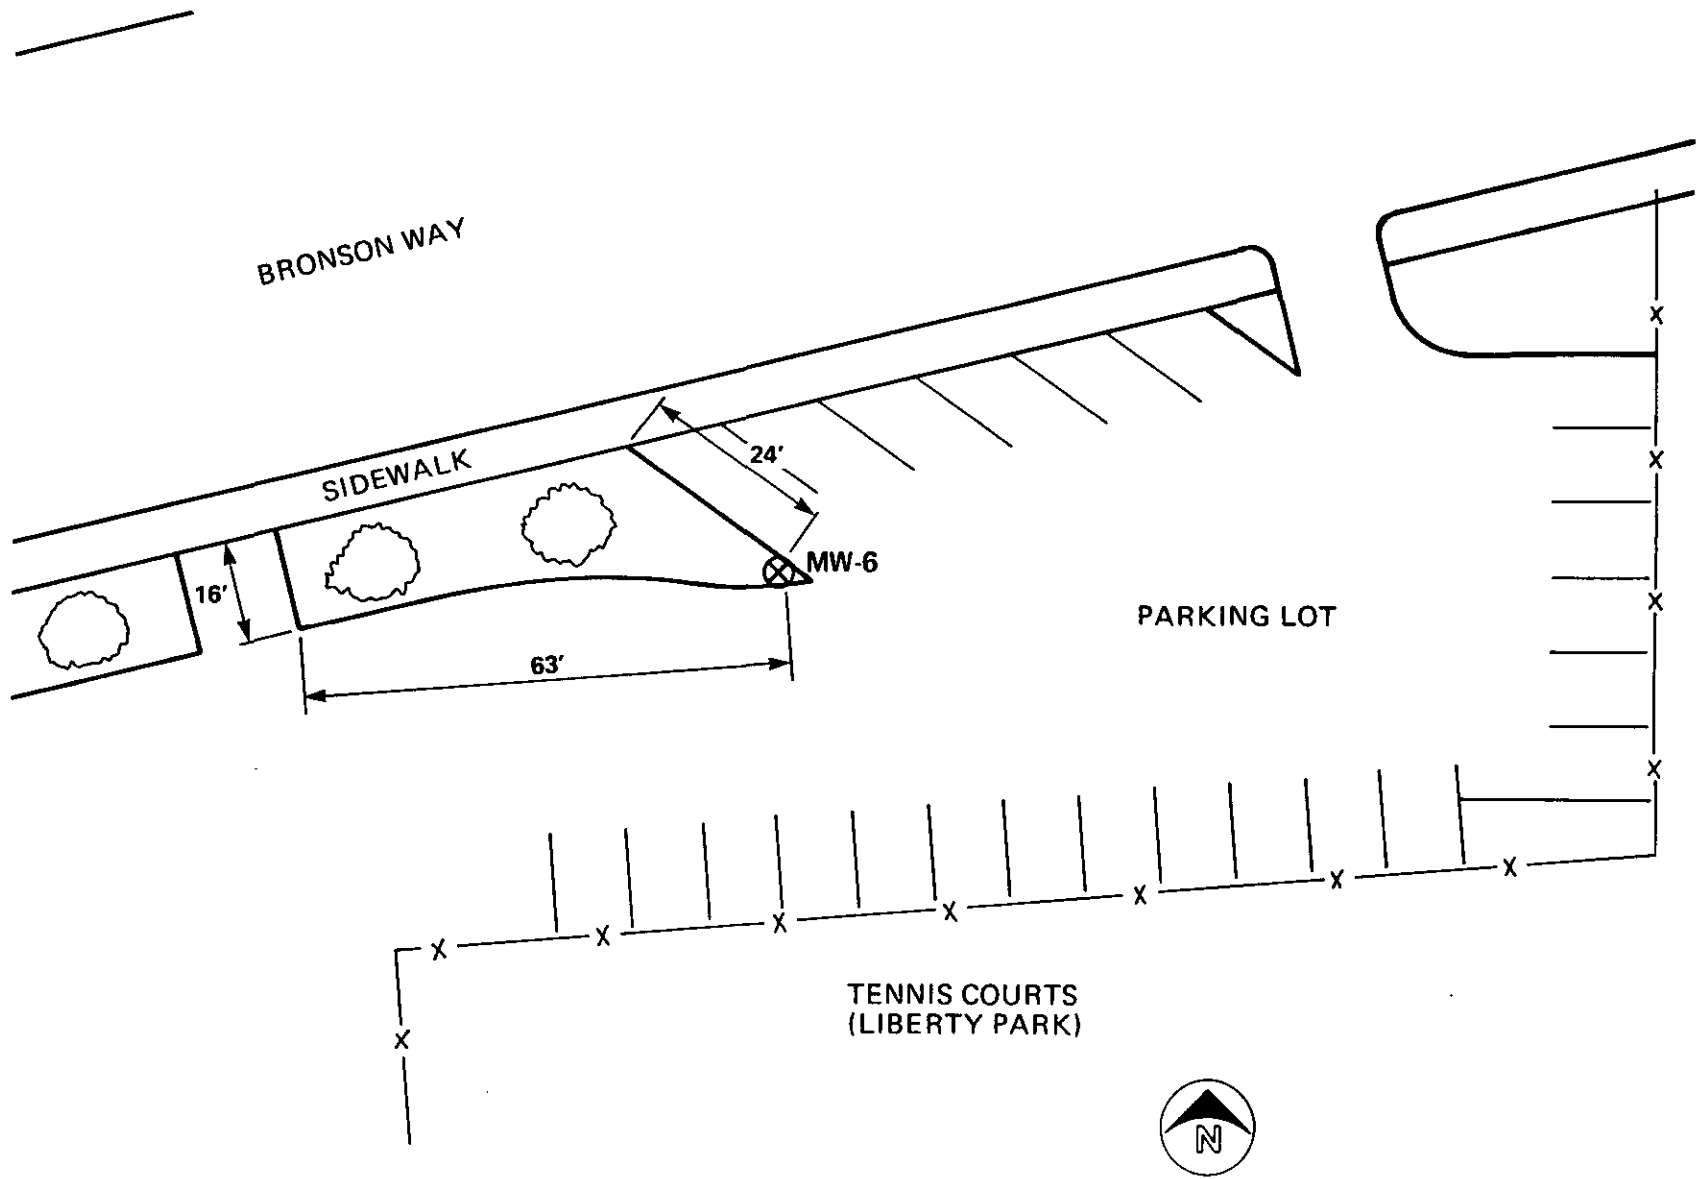 BRONSON WAY
SIDEWALK
24'
MW-6
16'
63'
PARKING LOT
X
X
X
X
X
X
X
X
X
X
X
X
TENNIS COURTS
(LIBERTY PARK)
N